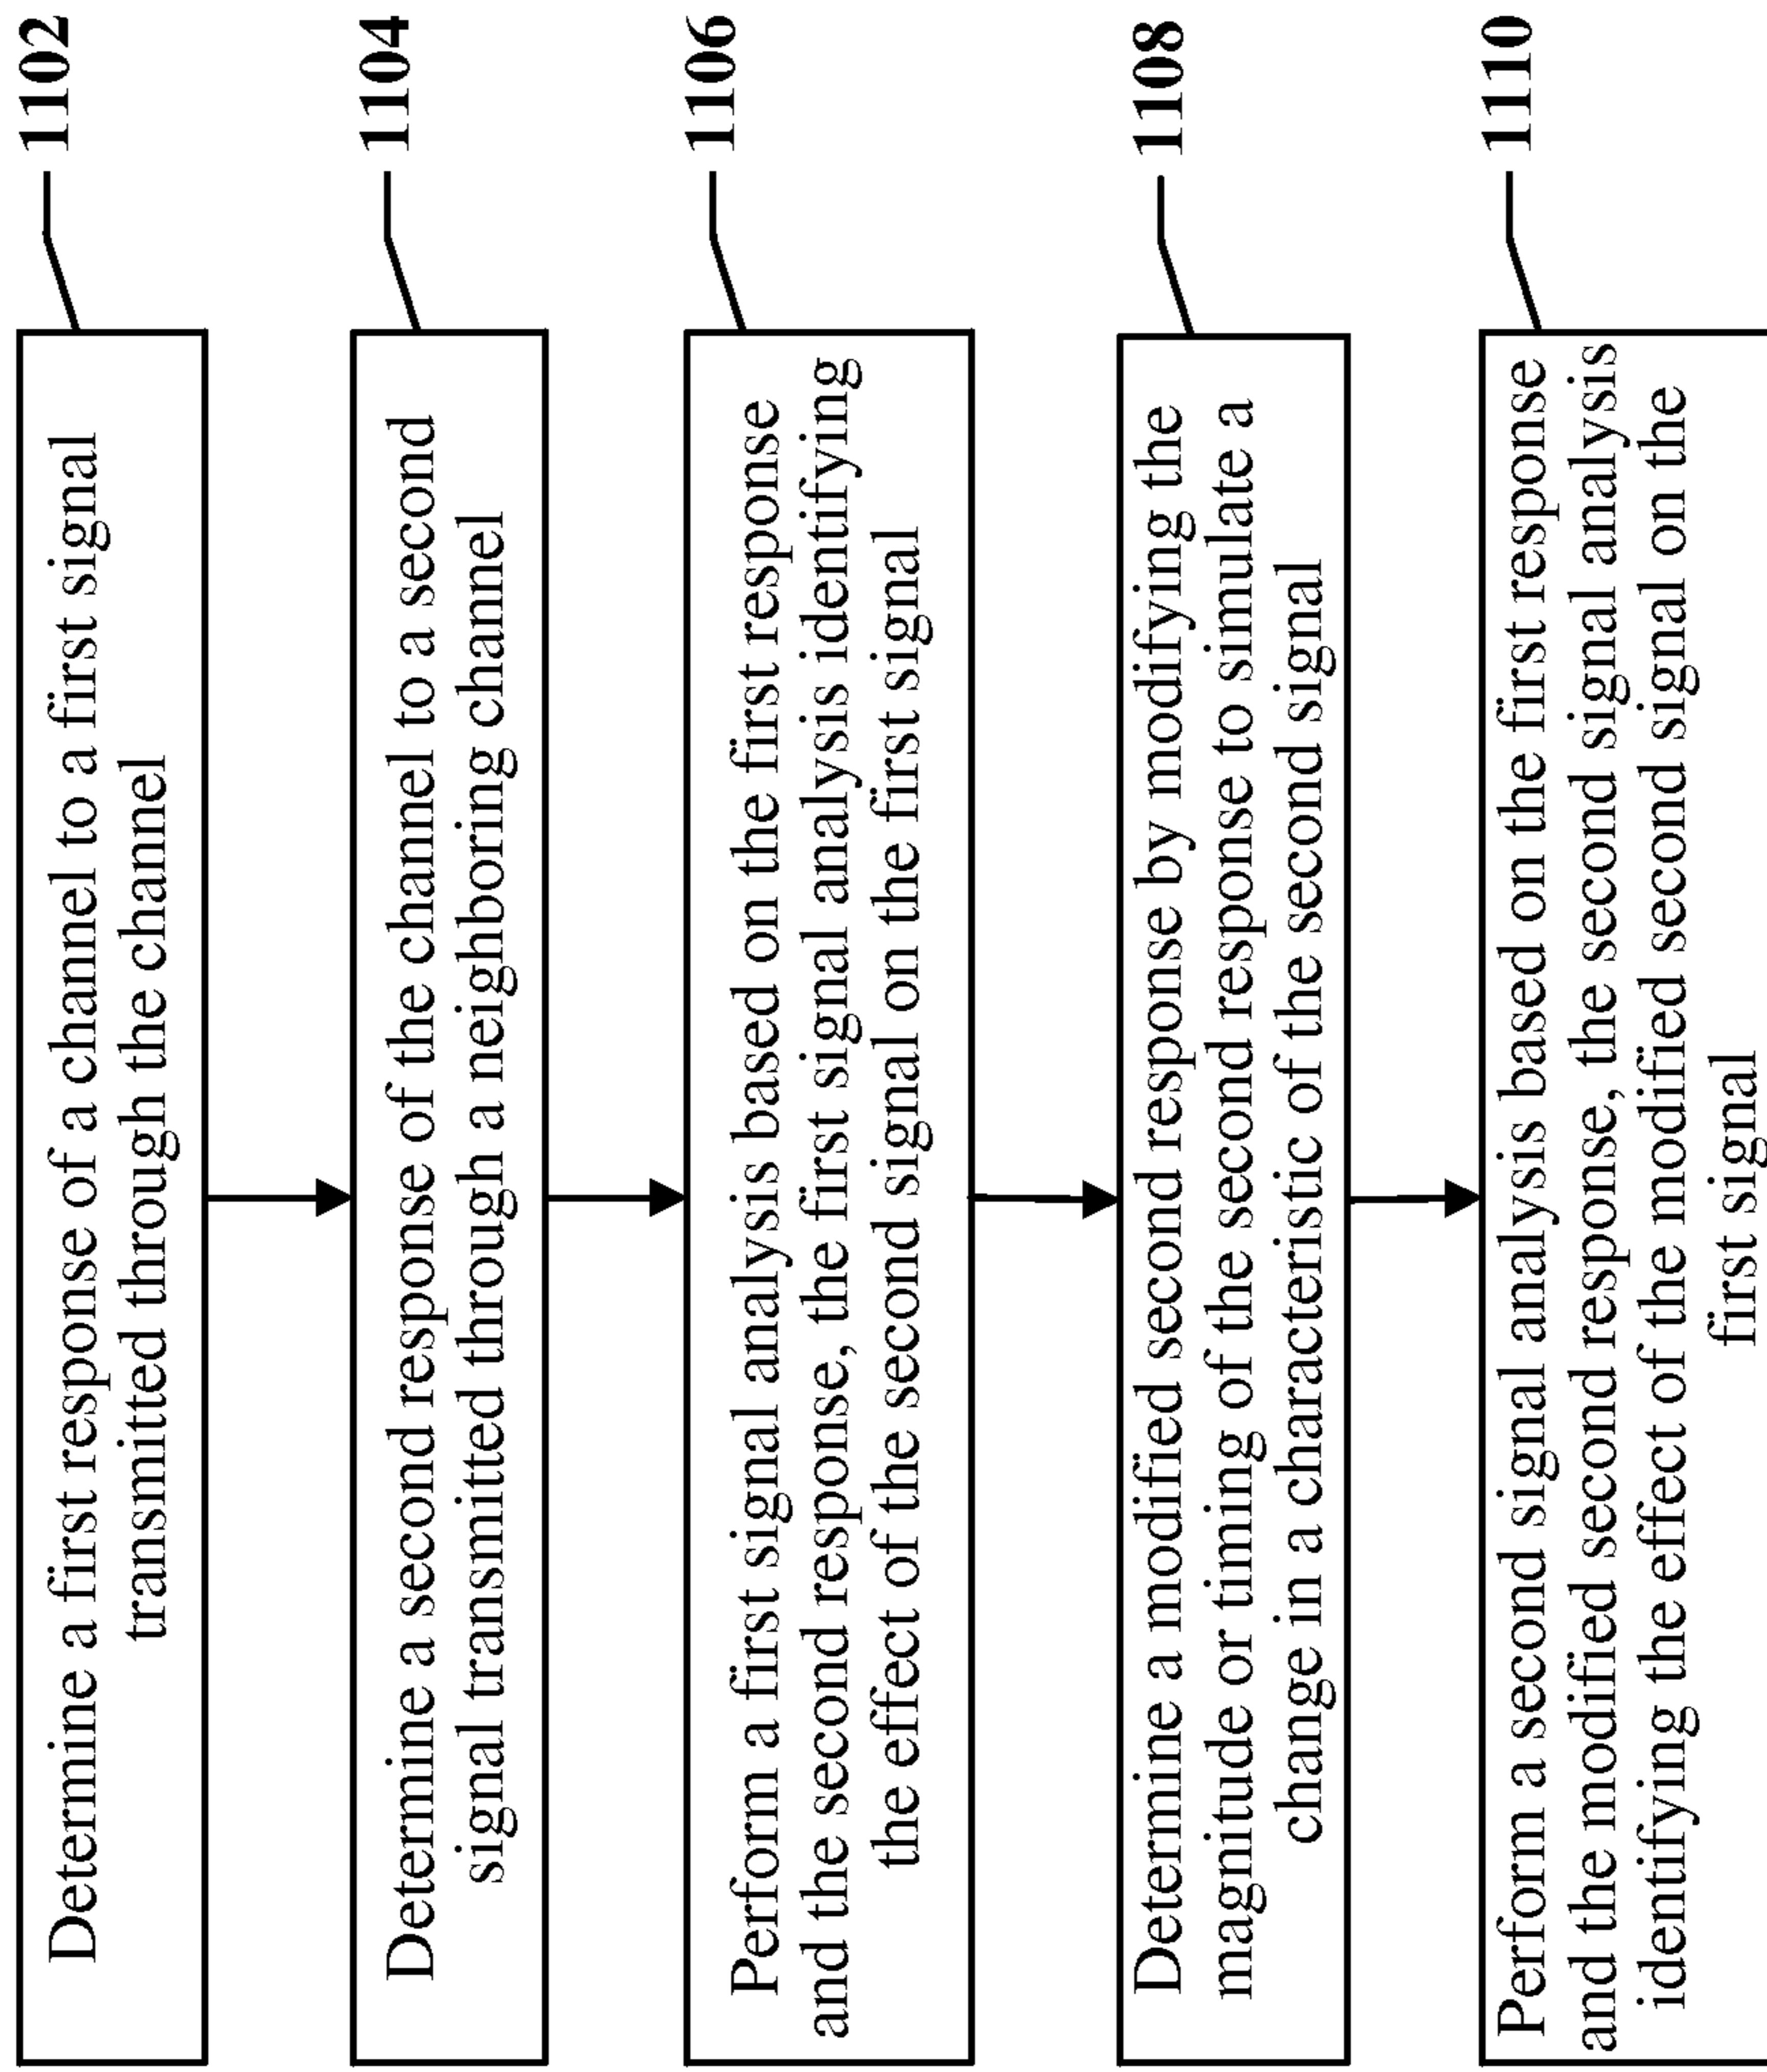 Determine a first response of a channel to a first signal
transmitted through the channel
1102
Determine a second response of the channel to a second
signal transmitted through a neighboring channel
1104
Perform a first signal analysis based on the first response
and the second response, the first signal analysis identifying
the effect of the second signal on the first signal
1106
Determine a modified second response by modifying the
magnitude or timing of the second response to simulate a
change in a characteristic of the second signal
1108
Perform a second signal analysis based on the first response
and the modified second response, the second signal analysis
identifying the effect of the modified second signal on the
first signal
1110